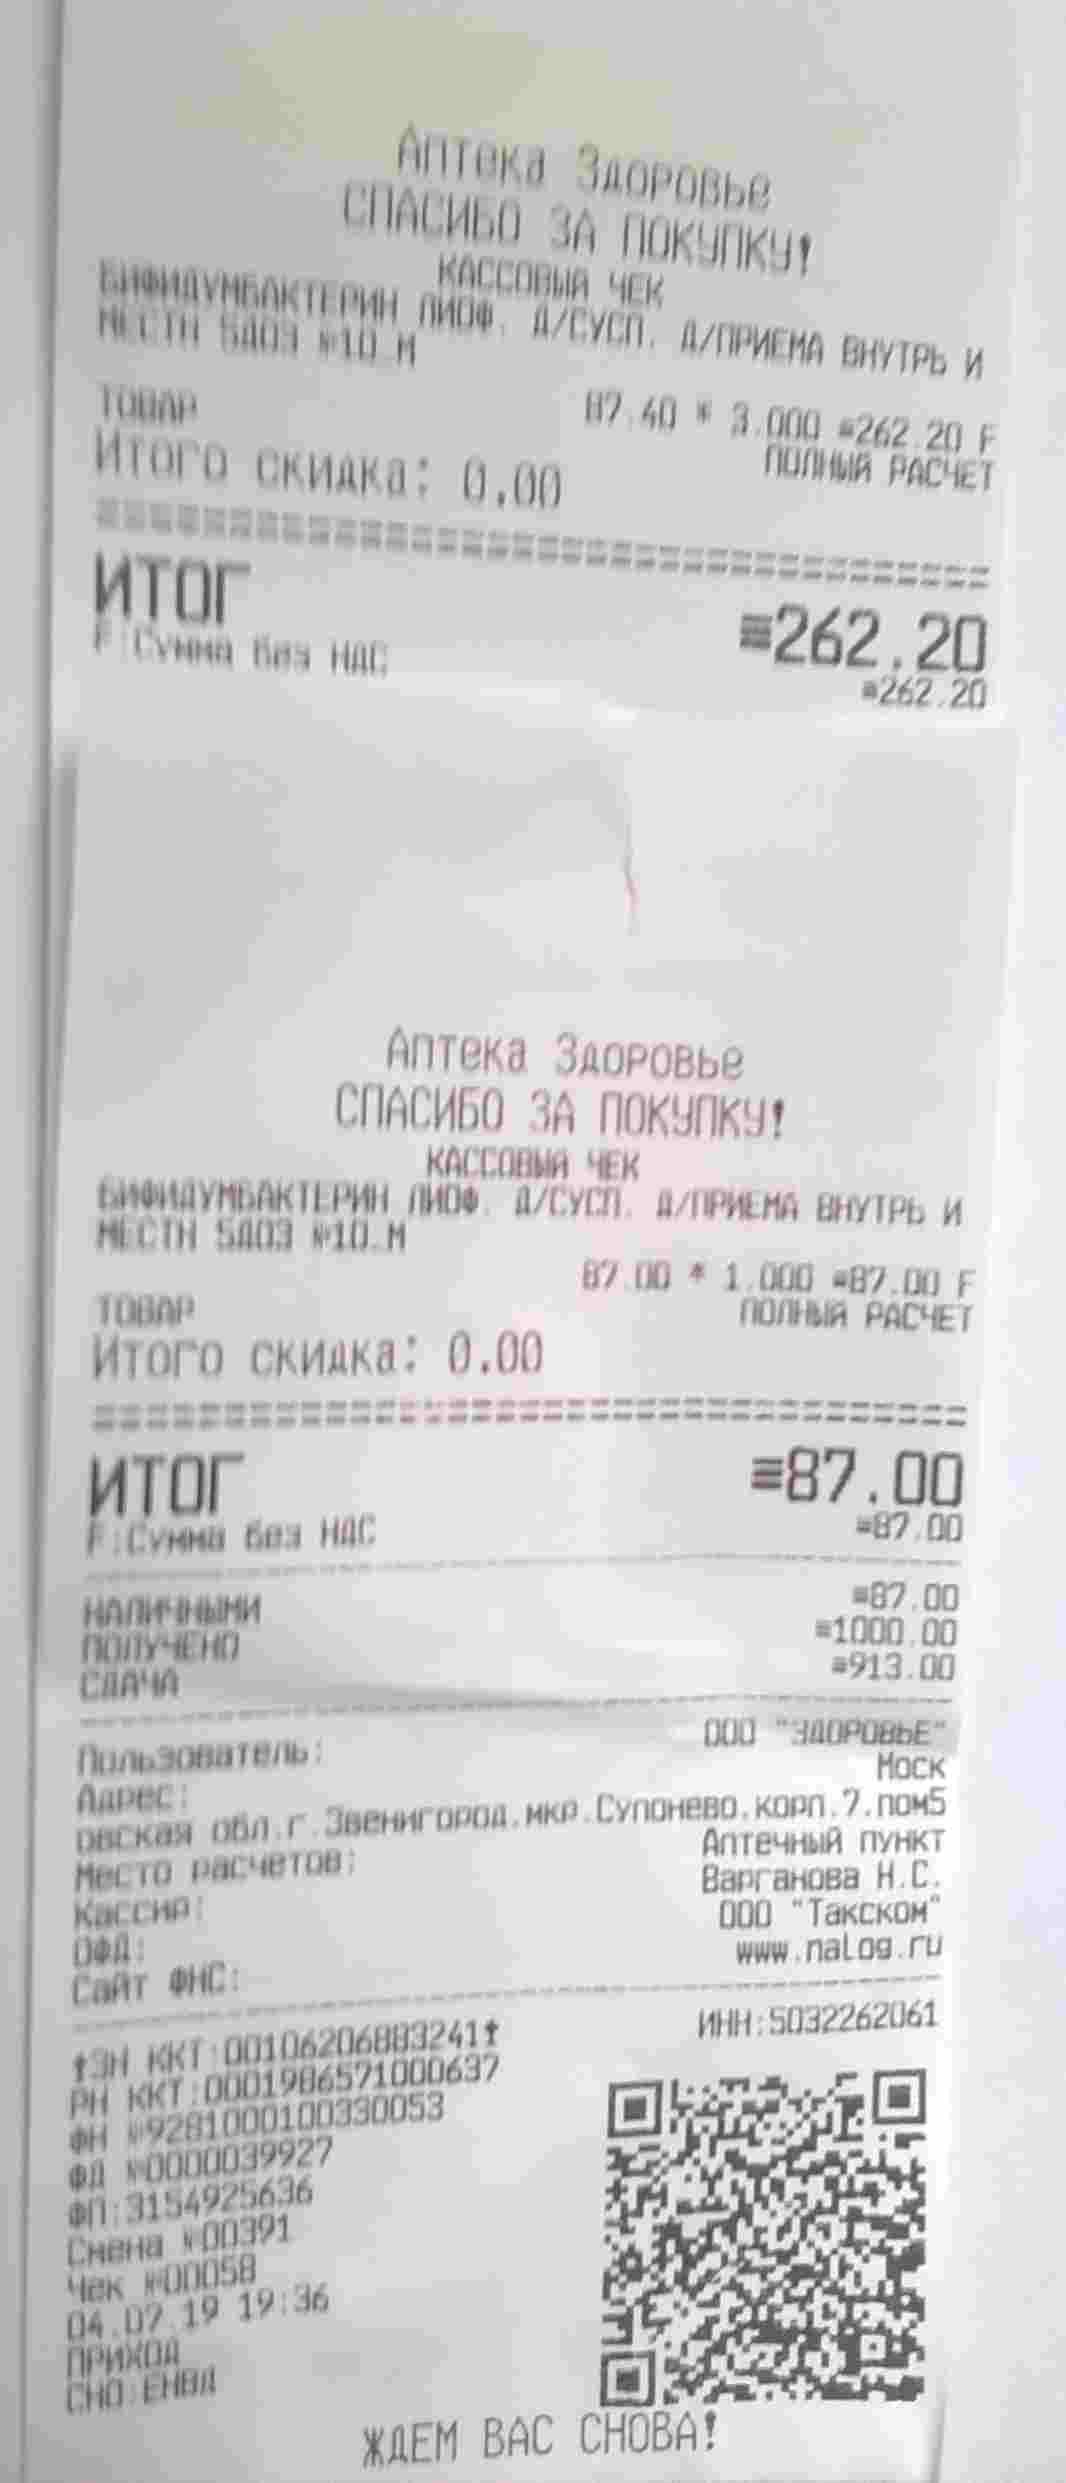 Аптека Здоровье
СПАСИБО ЗА ПОКУПКУ!
КАССОВЫЙ ЧЕК
БИФИДУМБАКТЕРИН ЛИОФ. Д/СУСП. Д/ПРИЕМА ВНУТРЬ И
МЕСТН 5ДОЗ №10_М
87.40 * 3.000 ≡262.20 F
ТОВАР ПОЛНЫЙ РАСЧЕТ
Итого скидка: 0.00
===================================
ИТОГ ≡262.20
F:Сумма без НДС ≡262.20
Аптека Здоровье
СПАСИБО ЗА ПОКУПКУ!
КАССОВЫЙ ЧЕК
БИФИДУМБАКТЕРИН ЛИОФ. Д/СУСП. Д/ПРИЕМА ВНУТРЬ И
МЕСТН 5ДОЗ №10_М
87.00 * 1.000 ≡87.00 F
ТОВАР ПОЛНЫЙ РАСЧЕТ
Итого скидка: 0.00
===================================
ИТОГ ≡87.00
F:Сумма без НДС ≡87.00
НАЛИЧНЫМИ ≡87.00
ПОЛУЧЕНО ≡1000.00
СДАЧА ≡913.00
Пользователь: ООО "ЗДОРОВЬЕ"
Адрес: Моск
овская обл.г.Звенигород,мкр.Супонево,корп.7.пом5
Место расчетов: Аптечный пункт
Кассир: Варганова Н.С.
ОФД: ООО "Такском"
Сайт ФНС: www.nalog.ru
↑ЗН ККТ:00106206883241↑ ИНН:5032262061
РН ККТ:0001986571000637
ФН №9281000100330053
ФД №0000039927
ФП:3154925636
Смена №00391
Чек №00058
04.07.19 19:36
ПРИХОД
СНО:ЕНВД
ЖДЕМ ВАС СНОВА!